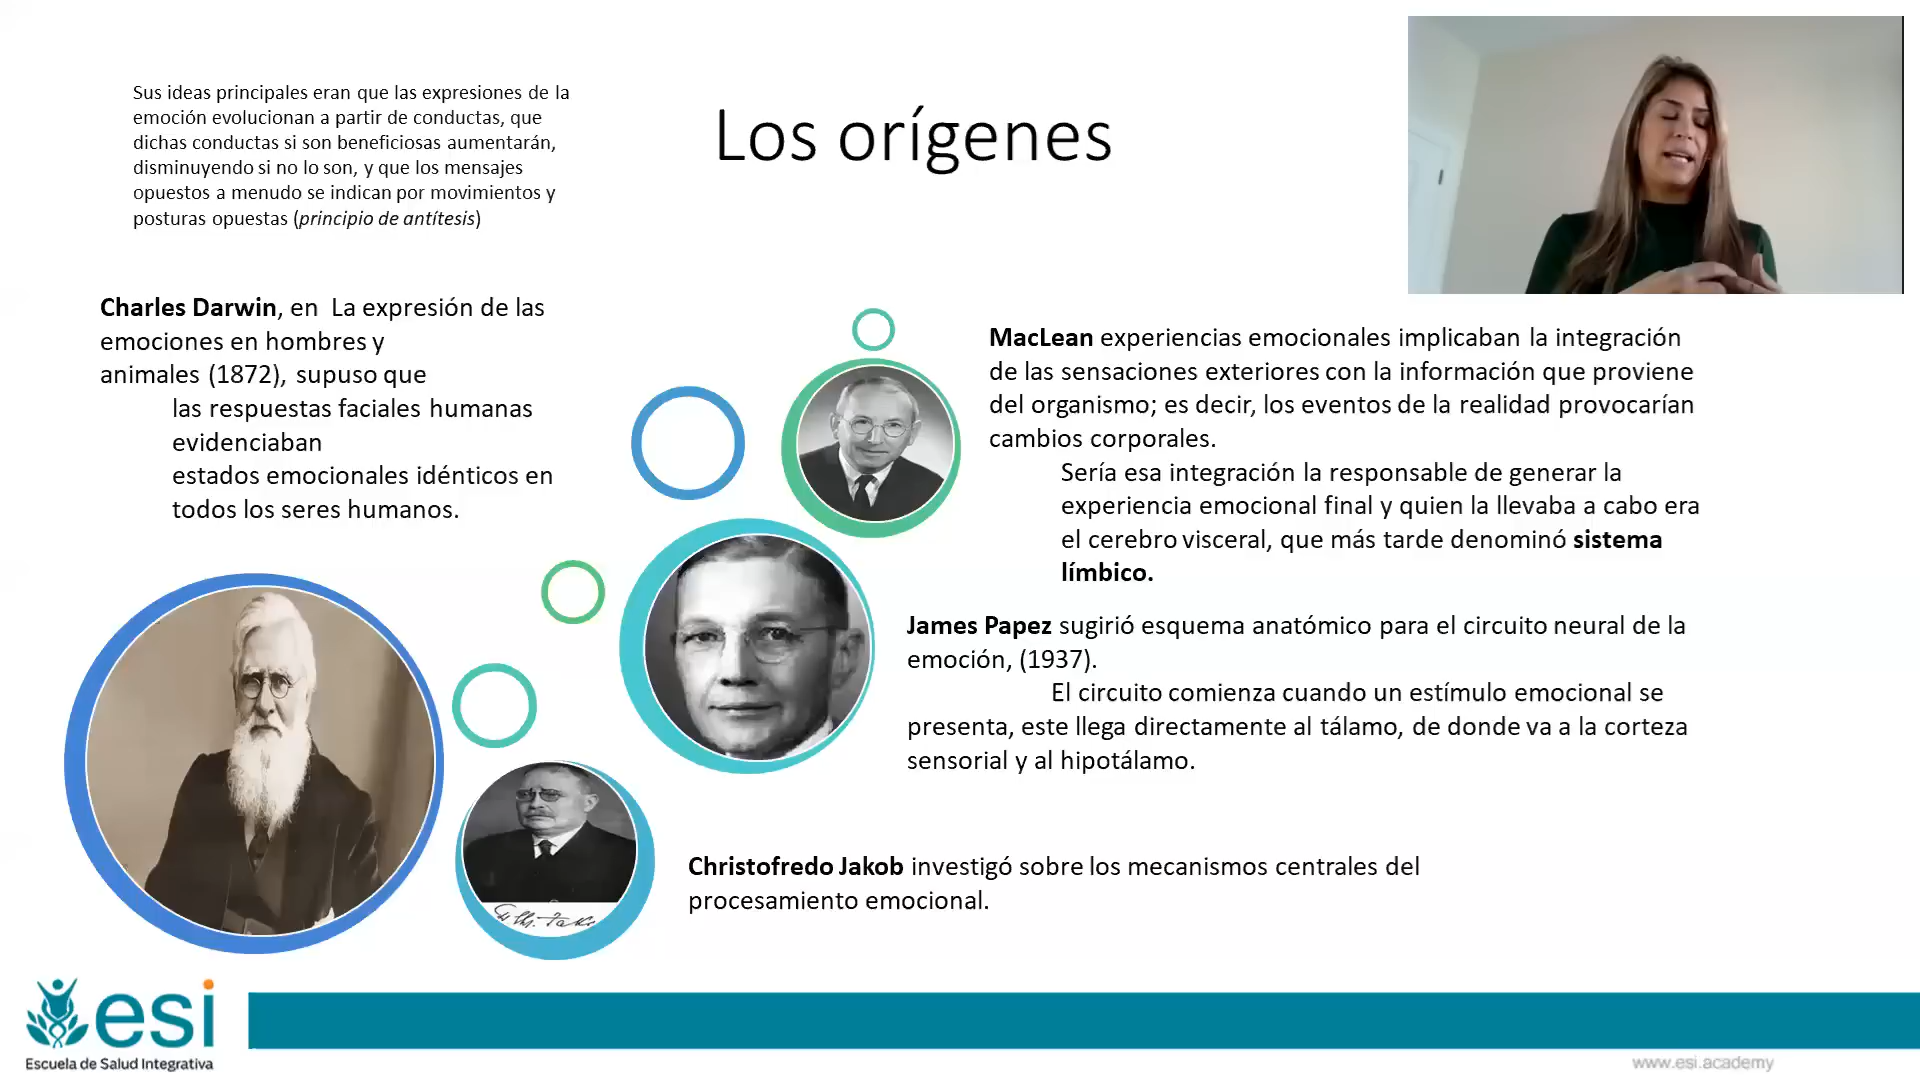 Sus ideas principales eran que las expresiones de la
emoción evolucionan a partir de conductas, que
dichas conductas si son beneficiosas aumentarán,
disminuyendo si no lo son, y que los mensajes
opuestos a menudo se indican por movimientos y
posturas opuestas (principio de antítesis)
Los orígenes
Charles Darwin, en La expresión de las
emociones en hombres y
animales (1872), supuso que
las respuestas faciales humanas
evidenciaban
estados emocionales idénticos en
todos los seres humanos.
MacLean experiencias emocionales implicaban la integración
de las sensaciones exteriores con la información que proviene
del organismo; es decir, los eventos de la realidad provocarían
cambios corporales.
Sería esa integración la responsable de generar la
experiencia emocional final y quien la llevaba a cabo era
el cerebro visceral, que más tarde denominó sistema
límbico.
James Papez sugirió esquema anatómico para el circuito neural de la
emoción, (1937).
El circuito comienza cuando un estímulo emocional se
presenta, este llega directamente al tálamo, de donde va a la corteza
sensorial y al hipotálamo.
Christofredo Jakob investigó sobre los mecanismos centrales del
procesamiento emocional.
esi
Escuela de Salud Integrativa
www.esi.academy